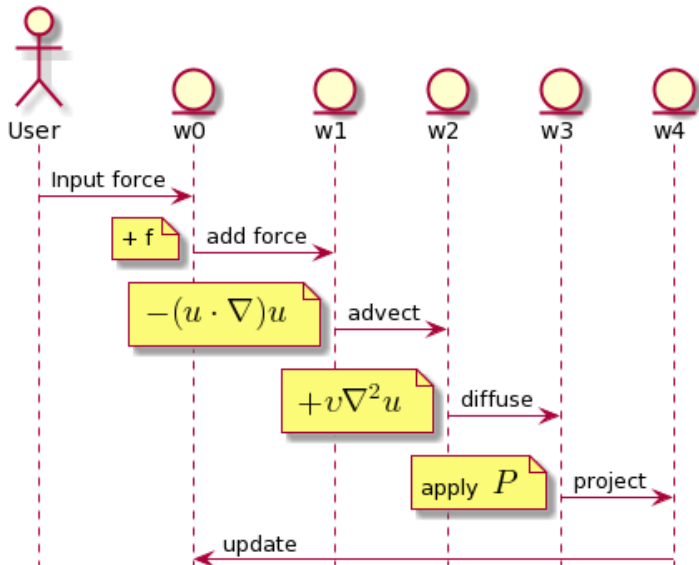 User
w0
w1
w2
w3
w4
Input force
+ f
add force
−(u · ∇)u
advect
+υ∇²u
diffuse
apply P
project
update